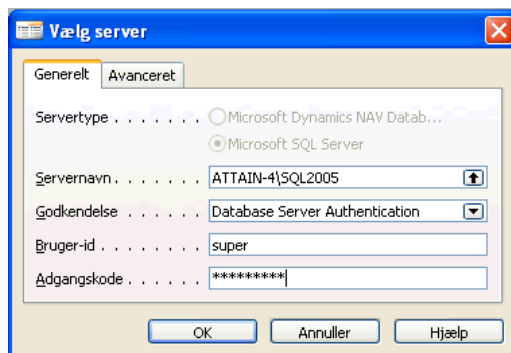 Vælg server
Generelt Avanceret
Servertype . . . . . . . Microsoft Dynamics NAV Datab...
Microsoft SQL Server
Servernavn . . . . . . . ATTAIN-4\SQL2005
Godkendelse . . . . . . Database Server Authentication
Bruger-id . . . . . . . . super
Adgangskode . . . . . . *********
OK Annuller Hjælp